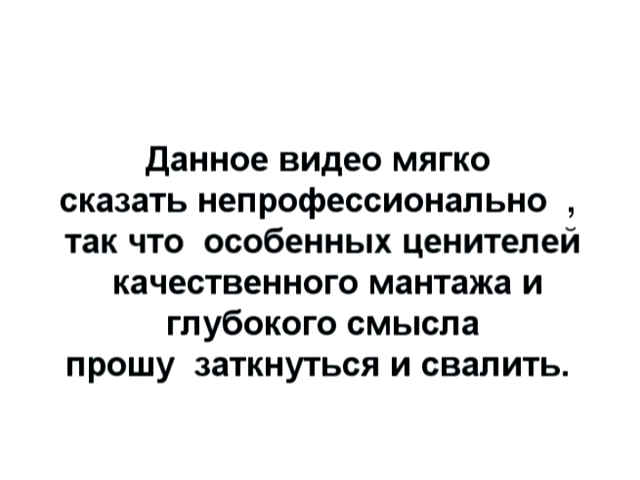 Данное видео мягко
сказать непрофессионально ,
так что особенных ценителей
качественного мантажа и
глубокого смысла
прошу заткнуться и свалить.